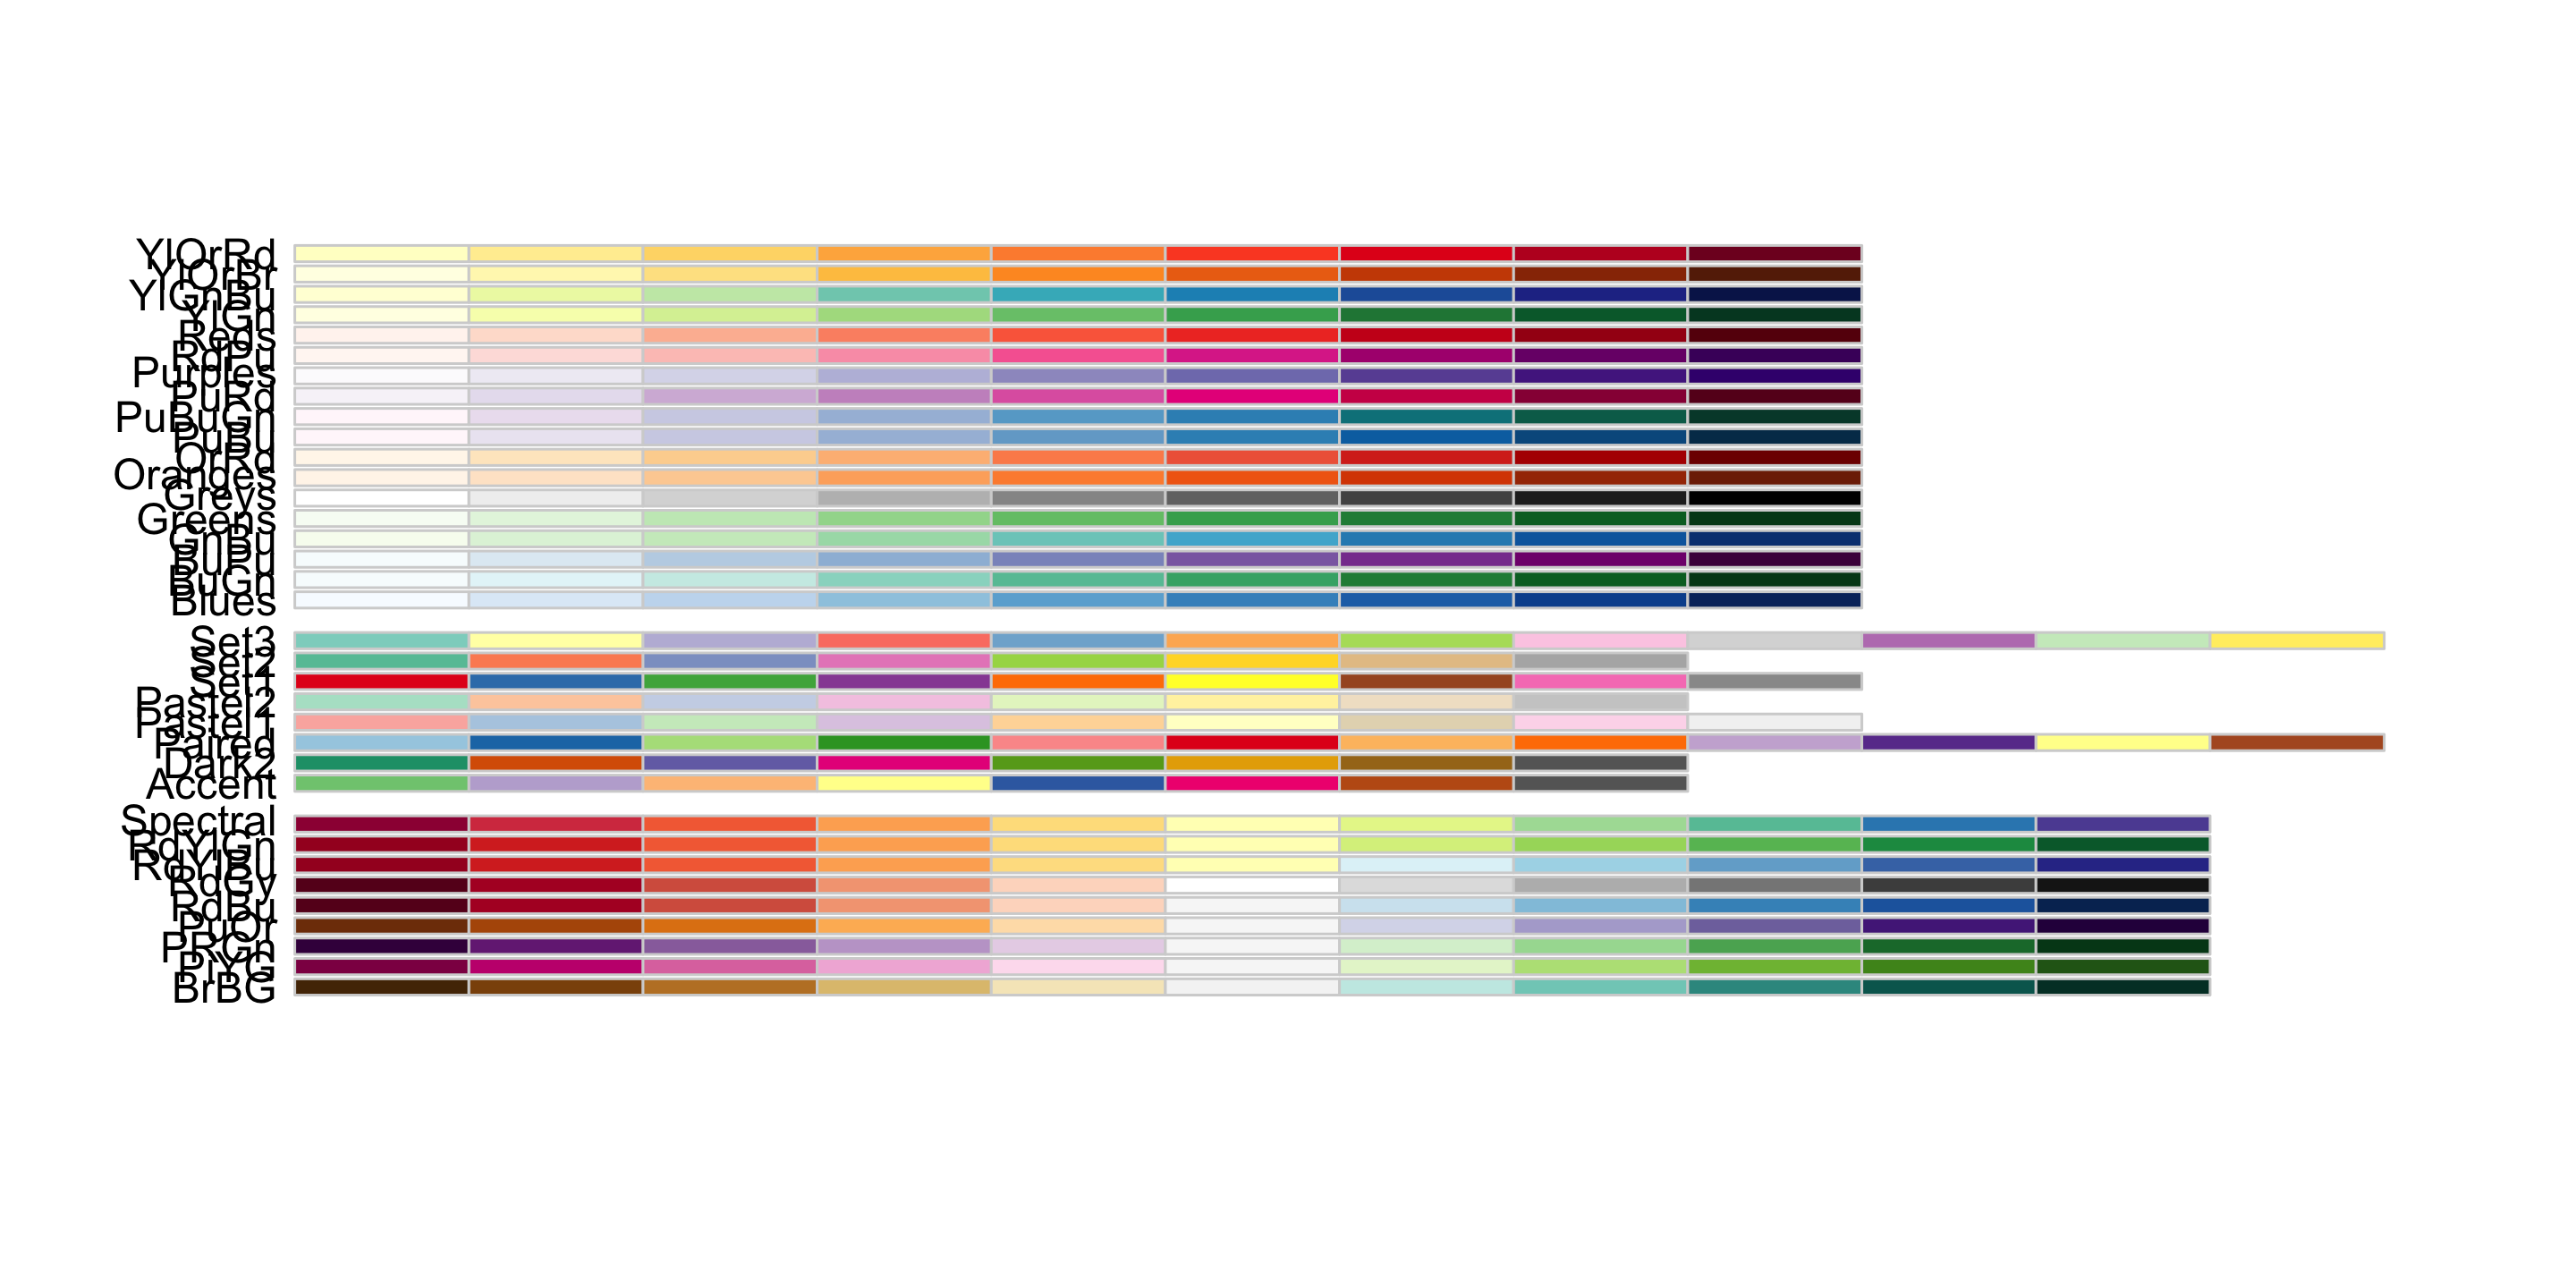 YlOrRd
YlOrBr
YlGnBu
YlGn
Reds
RdPu
Purples
PuRd
PuBuGn
PuBu
OrRd
Oranges
Greys
Greens
GnBu
BuPu
BuGn
Blues
Set3
Set2
Set1
Pastel2
Pastel1
Paired
Dark2
Accent
Spectral
RdYlGn
RdYlBu
RdGy
RdBu
PuOr
PRGn
PiYG
BrBG